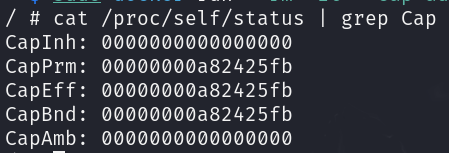 / # cat /proc/self/status | grep Cap
CapInh: 0000000000000000
CapPrm: 00000000a82425fb
CapEff: 00000000a82425fb
CapBnd: 00000000a82425fb
CapAmb: 0000000000000000